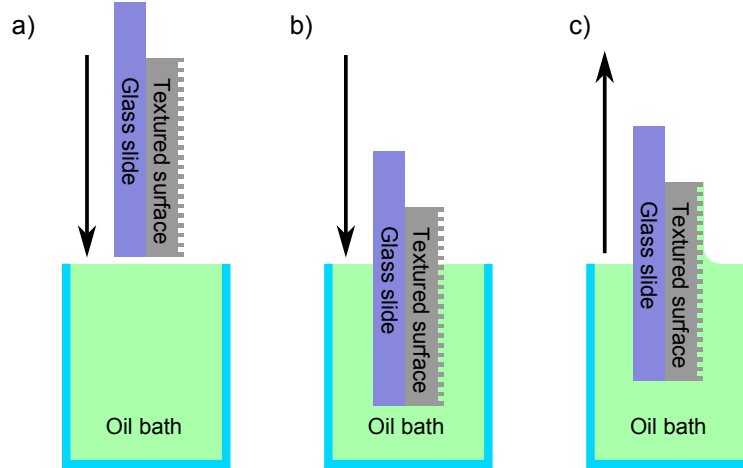 a)
Glass slide
Textured surface
Oil bath
b)
Glass slide
Textured surface
Oil bath
c)
Glass slide
Textured surface
Oil bath